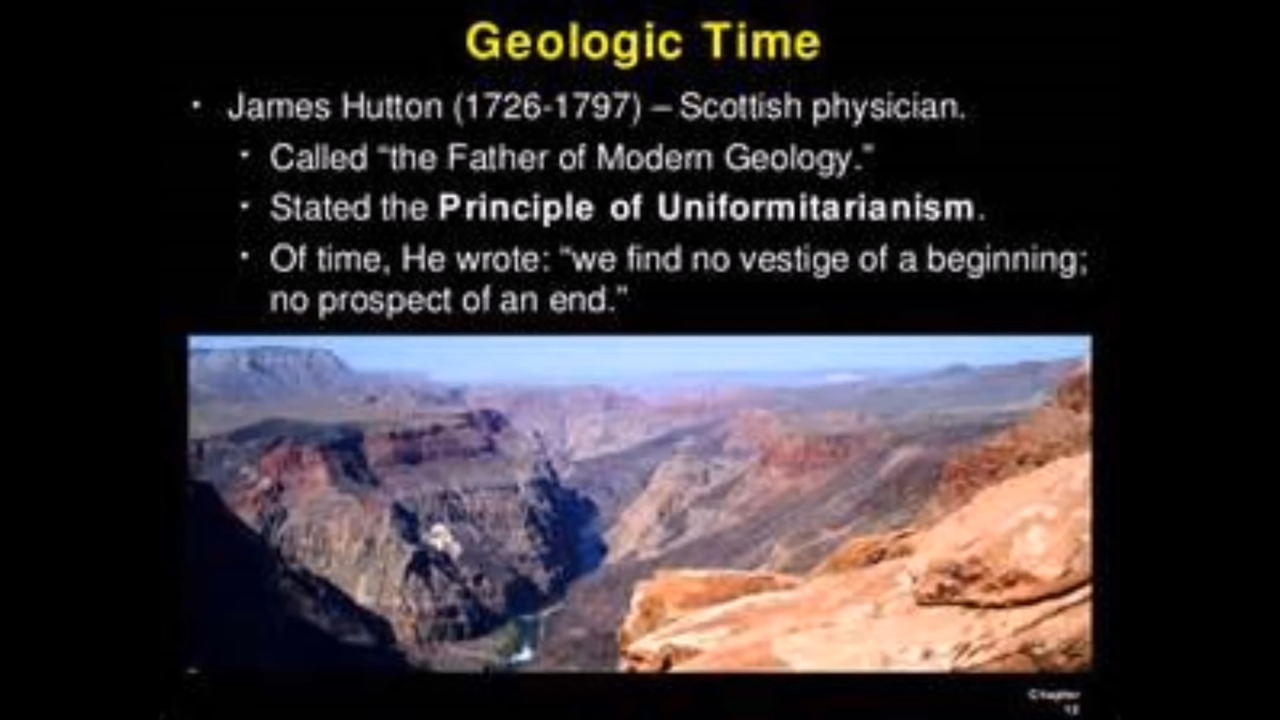 Geologic Time
• James Hutton (1726-1797) – Scottish physician.
• Called “the Father of Modern Geology.”
• Stated the Principle of Uniformitarianism.
• Of time, He wrote: “we find no vestige of a beginning;
no prospect of an end.”
Chapter